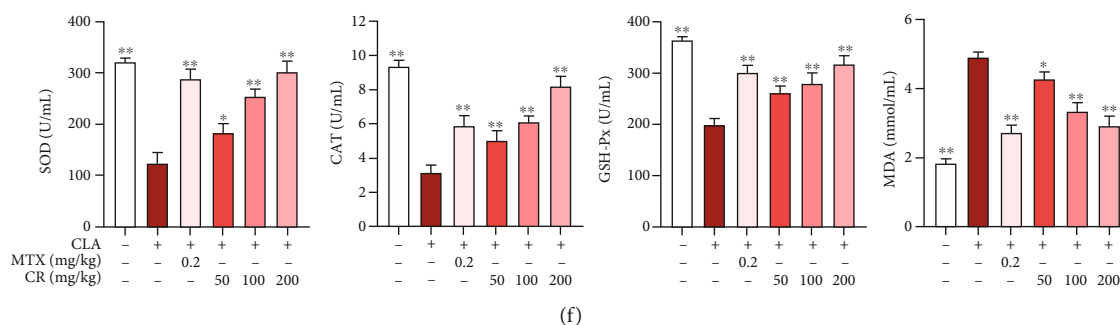 SOD (U/mL)
400
300
200
100
0
** ** * ** **
CAT (U/mL)
12
10
8
6
4
2
0
** ** ** ** **
GSH-Px (U/mL)
400
300
200
100
0
** ** ** ** **
MDA (mmol/mL)
6
4
2
0
** ** * ** **
CLA – + + + + + – + + + + + – + + + + + – + + + + +
MTX (mg/kg) – – 0.2 – – – – – 0.2 – – – – – 0.2 – – – – – 0.2 – – –
CR (mg/kg) – – – 50 100 200 – – – 50 100 200 – – – 50 100 200 – – – 50 100 200
(f)